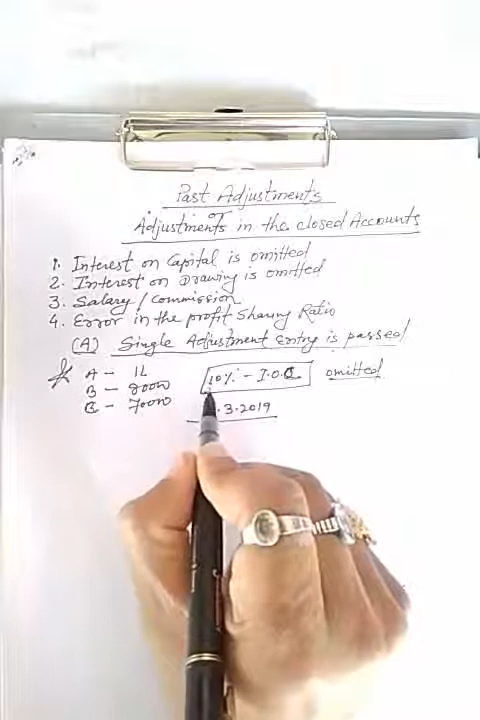 Past Adjustments
or
Adjustments in the closed Accounts
1. Interest on Capital is omitted
2. Interest on Drawing is omitted
3. Salary / Commission
4. Error in the profit Sharing Ratio
(A) Single Adjustment Entry is passed
A - 1L 10% - I.O.C omitted
B - 80000
C - 70000 .3.2019